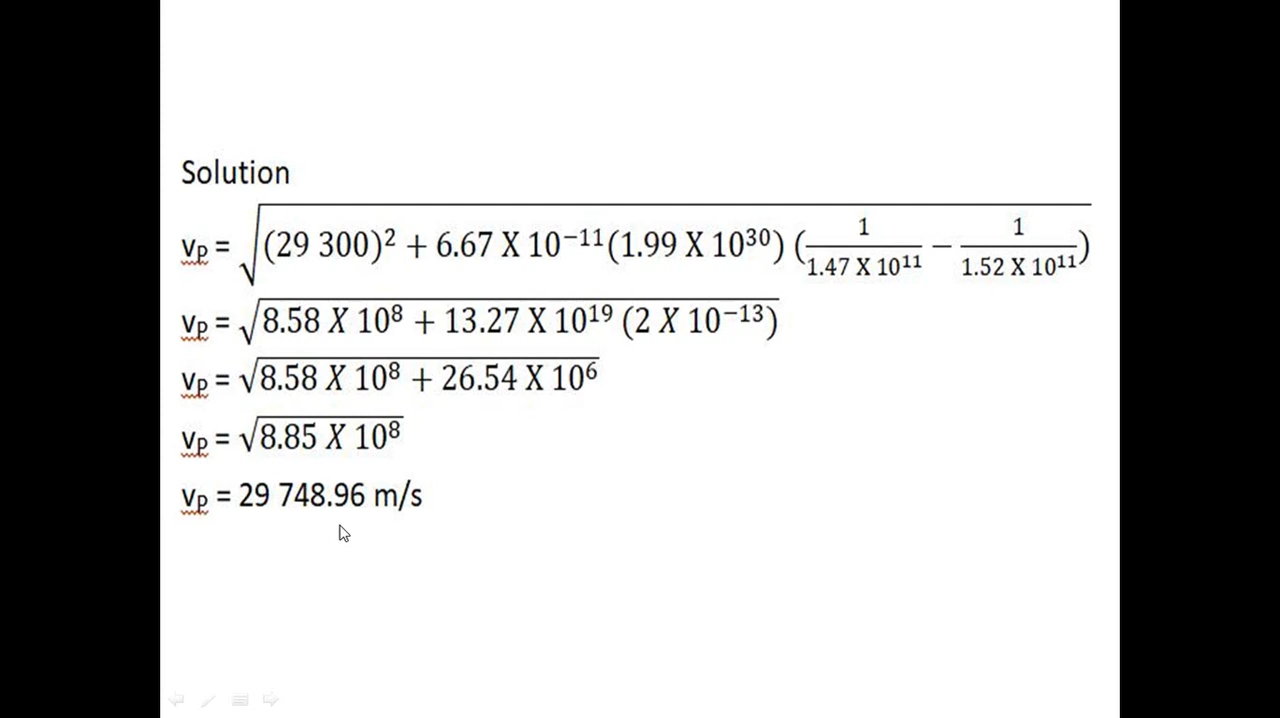 Solution
vₚ = √((29 300)² + 6.67 X 10⁻¹¹(1.99 X 10³⁰) (1/(1.47 X 10¹¹) − 1/(1.52 X 10¹¹)))
vₚ = √(8.58 X 10⁸ + 13.27 X 10¹⁹ (2 X 10⁻¹³))
vₚ = √(8.58 X 10⁸ + 26.54 X 10⁶)
vₚ = √(8.85 X 10⁸)
vₚ = 29 748.96 m/s